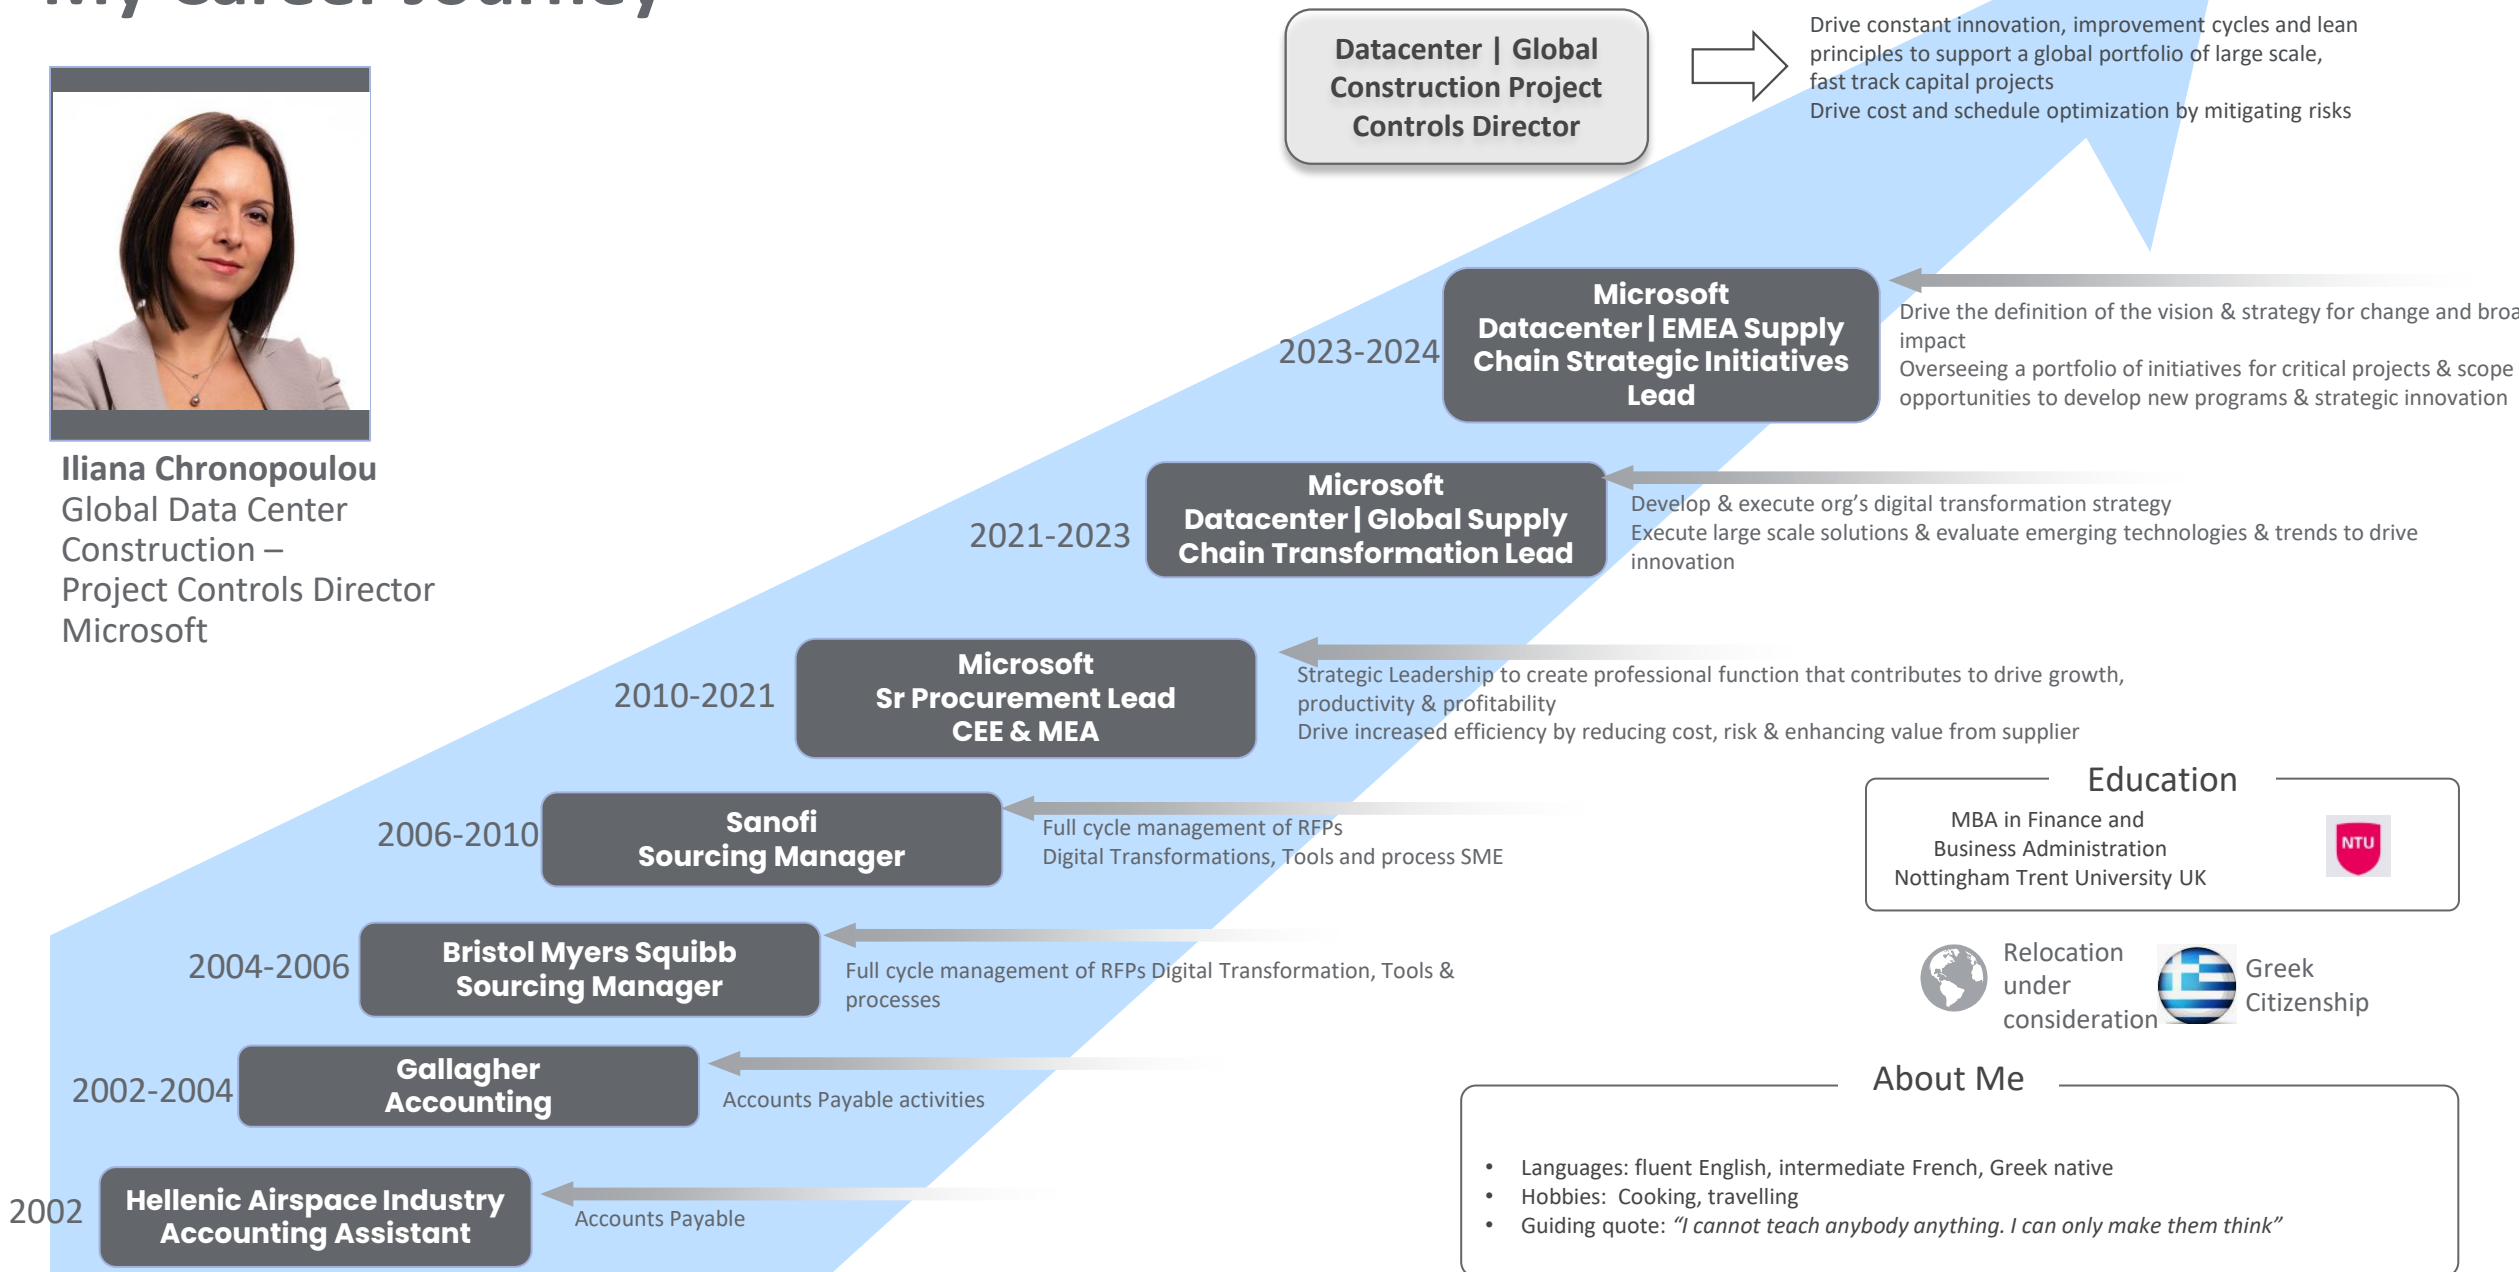 My Career Journey
Datacenter | Global
Construction Project
Controls Director
Drive constant innovation, improvement cycles and lean
principles to support a global portfolio of large scale,
fast track capital projects
Drive cost and schedule optimization by mitigating risks
Iliana Chronopoulou
Global Data Center
Construction –
Project Controls Director
Microsoft
2023-2024
Microsoft
Datacenter | EMEA Supply
Chain Strategic Initiatives
Lead
Drive the definition of the vision & strategy for change and broa
impact
Overseeing a portfolio of initiatives for critical projects & scope
opportunities to develop new programs & strategic innovation
2021-2023
Microsoft
Datacenter | Global Supply
Chain Transformation Lead
Develop & execute org’s digital transformation strategy
Execute large scale solutions & evaluate emerging technologies & trends to drive
innovation
2010-2021
Microsoft
Sr Procurement Lead
CEE & MEA
Strategic Leadership to create professional function that contributes to drive growth,
productivity & profitability
Drive increased efficiency by reducing cost, risk & enhancing value from supplier
2006-2010
Sanofi
Sourcing Manager
Full cycle management of RFPs
Digital Transformations, Tools and process SME
Education
MBA in Finance and
Business Administration
Nottingham Trent University UK
NTU
2004-2006
Bristol Myers Squibb
Sourcing Manager
Full cycle management of RFPs Digital Transformation, Tools &
processes
Relocation
under
consideration
Greek
Citizenship
2002-2004
Gallagher
Accounting
Accounts Payable activities
2002
Hellenic Airspace Industry
Accounting Assistant
Accounts Payable
About Me
• Languages: fluent English, intermediate French, Greek native
• Hobbies: Cooking, travelling
• Guiding quote: “I cannot teach anybody anything. I can only make them think”